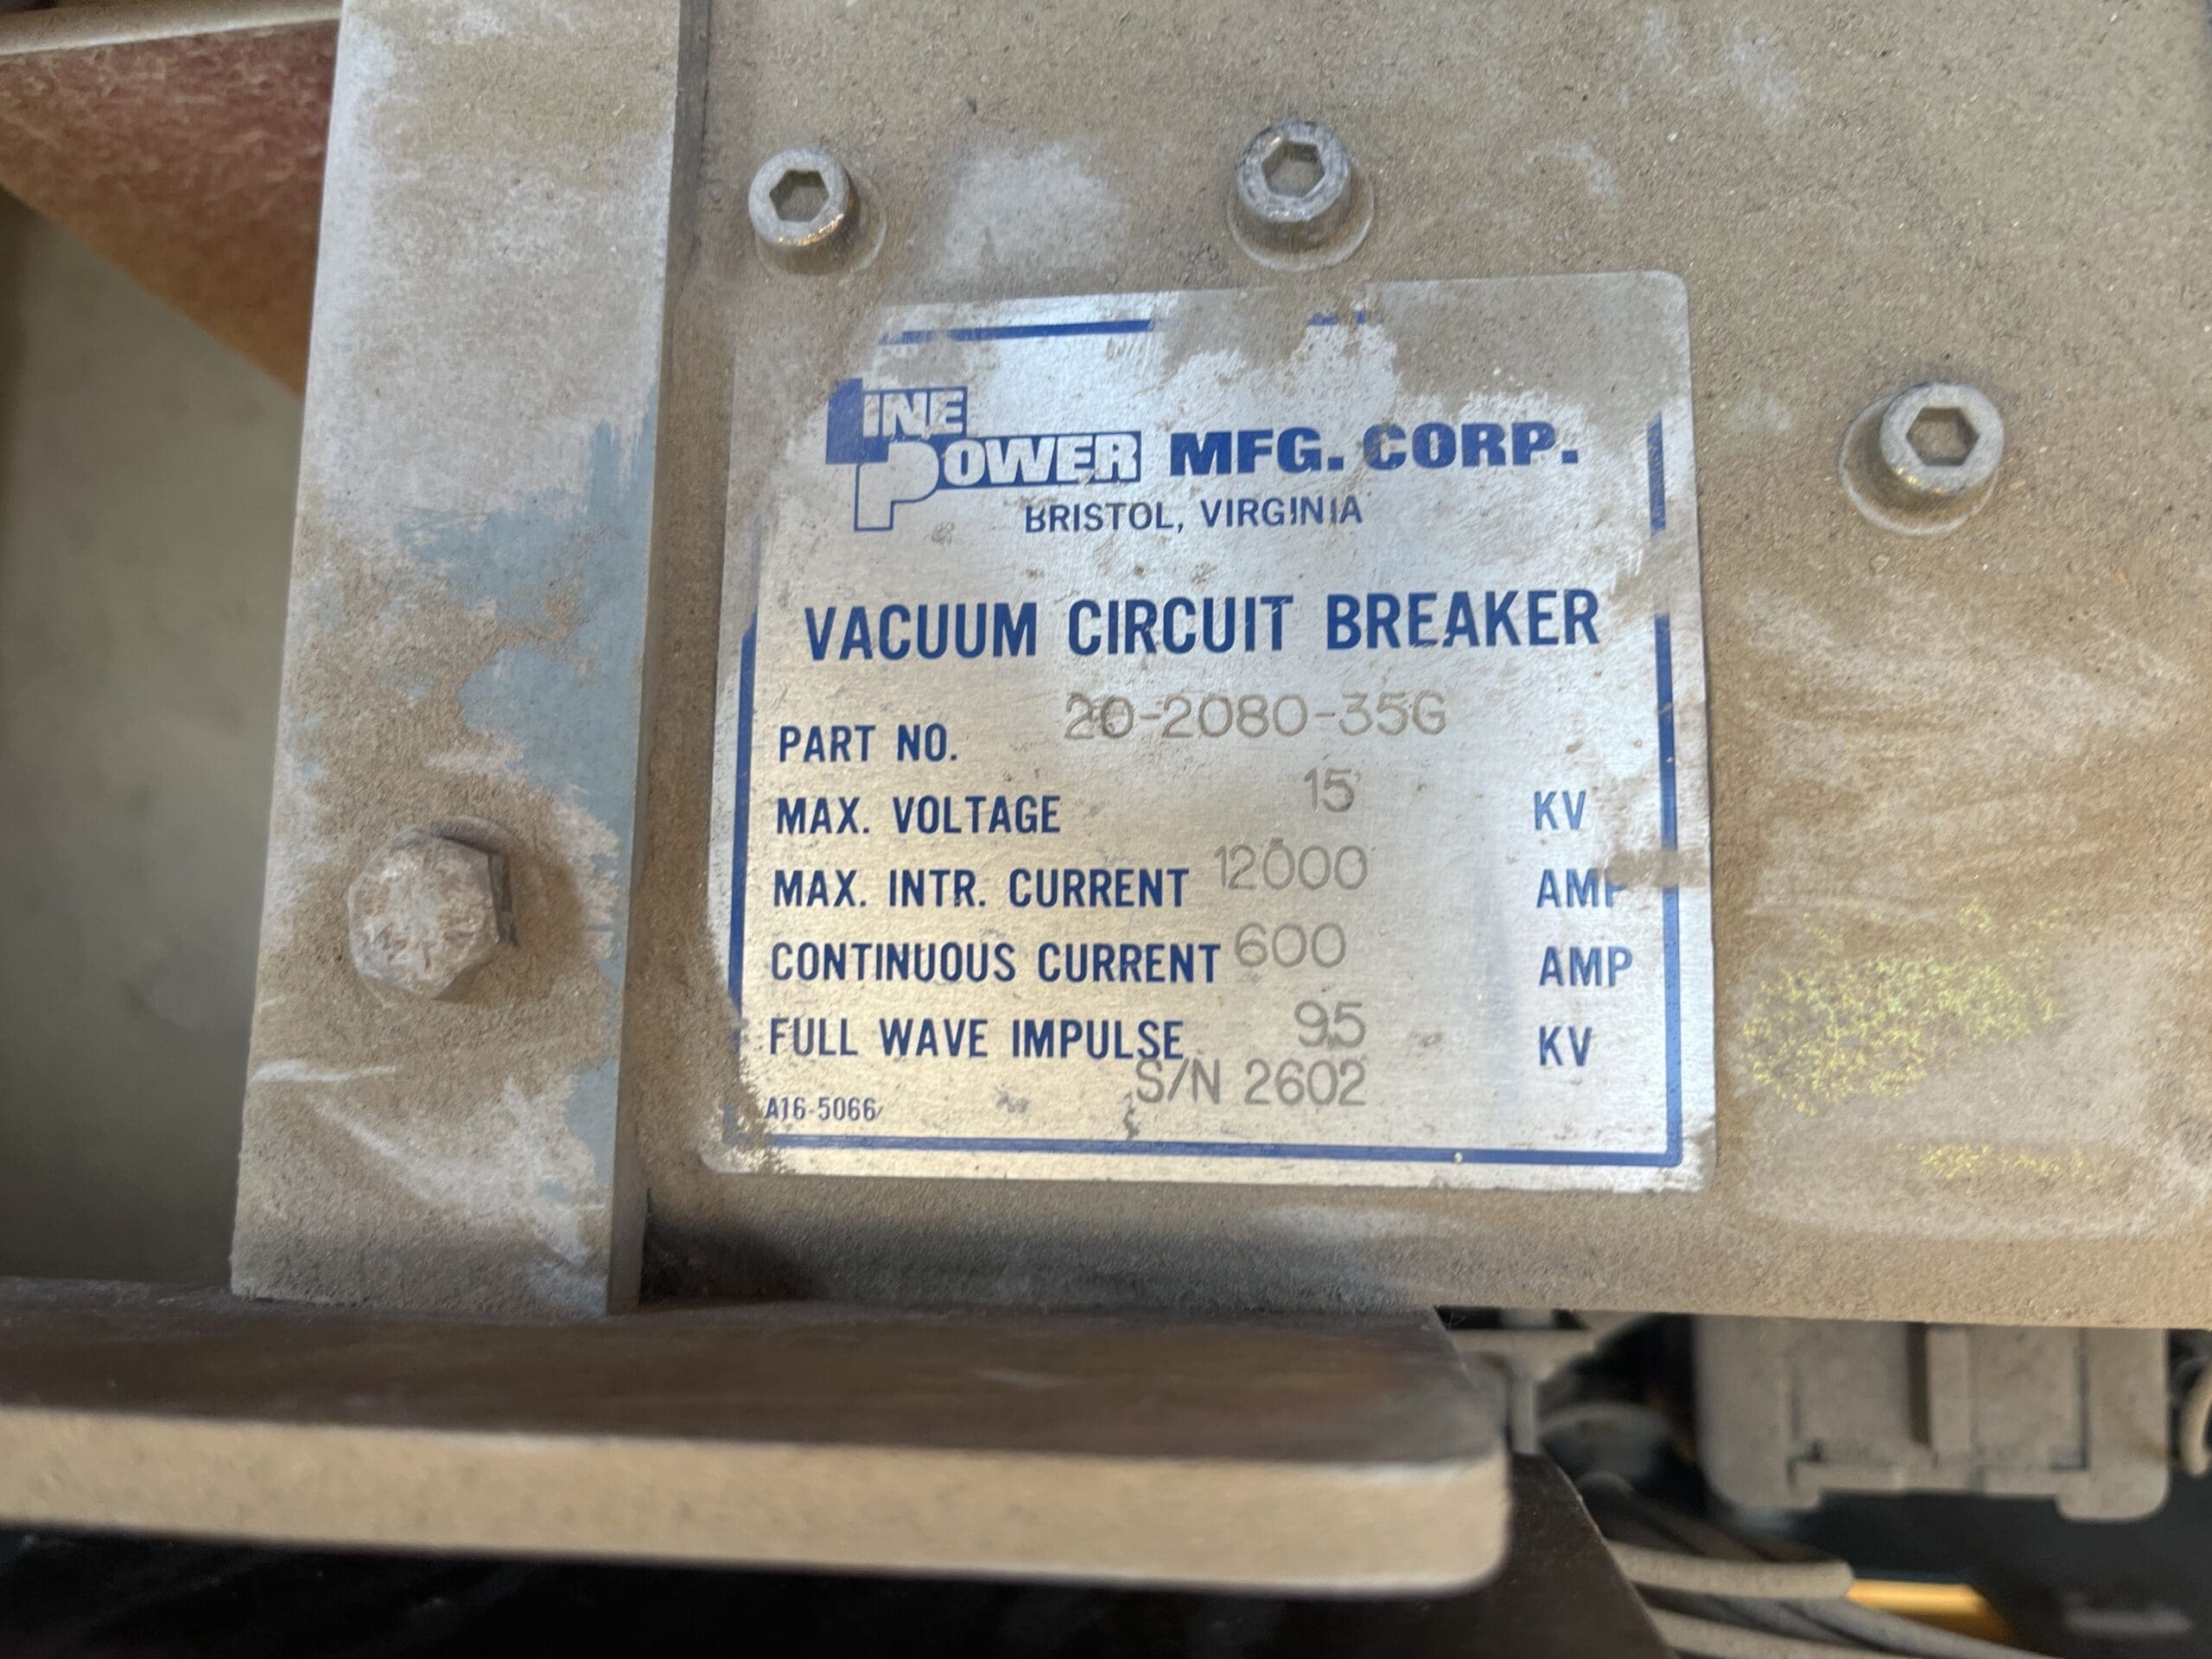 LINE
POWER MFG. CORP.
BRISTOL, VIRGINIA
VACUUM CIRCUIT BREAKER
PART NO. 20-2080-35G
MAX. VOLTAGE 15 KV
MAX. INTR. CURRENT 12000 AMP
CONTINUOUS CURRENT 600 AMP
FULL WAVE IMPULSE 95 KV
S/N 2602
A16-5066